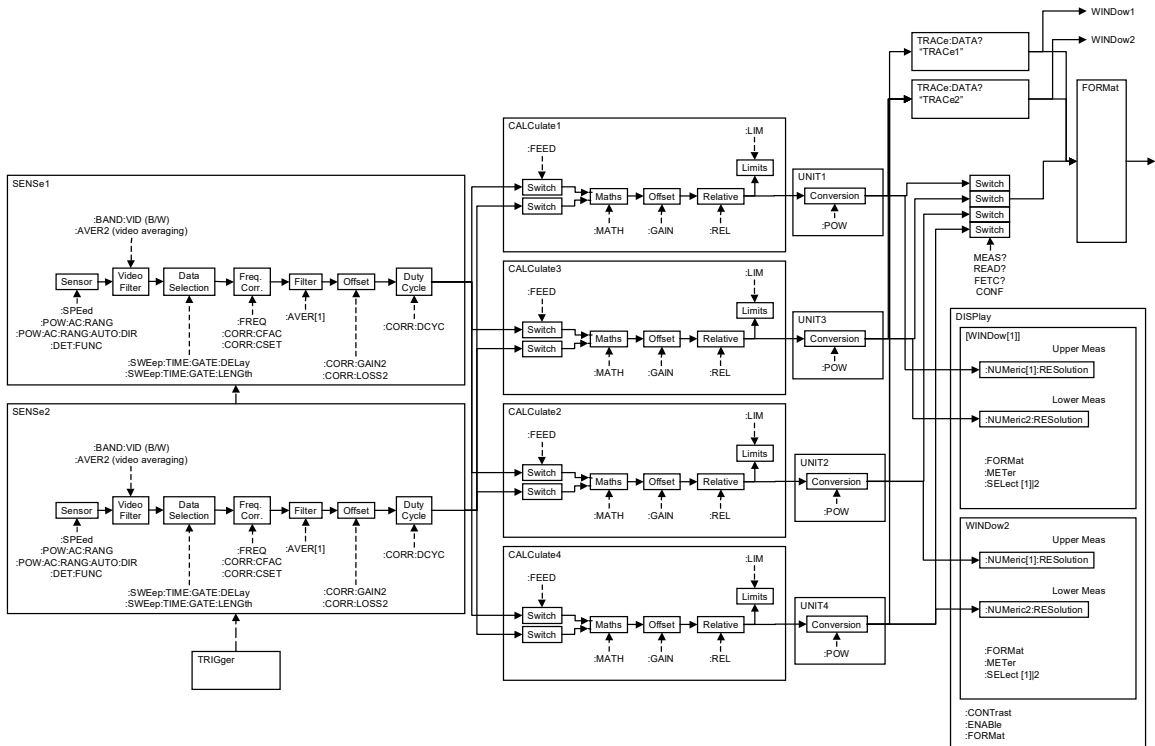 SENSe1
:BAND:VID (B/W)
:AVER2 (video averaging)
Sensor
Video
Filter
Data
Selection
Freq.
Corr.
Filter
Offset
Duty
Cycle
:SPEed
:POW:AC:RANG
:POW:AC:RANG:AUTO:DIR
:DET:FUNC
:FREQ
:CORR:CFAC
:CORR:CSET
:AVER[1]
:CORR:DCYC
:SWEep:TIME:GATE:DELay
:SWEep:TIME:GATE:LENGth
:CORR:GAIN2
:CORR:LOSS2
SENSe2
:BAND:VID (B/W)
:AVER2 (video averaging)
Sensor
Video
Filter
Data
Selection
Freq.
Corr.
Filter
Offset
Duty
Cycle
:SPEed
:POW:AC:RANG
:POW:AC:RANG:AUTO:DIR
:DET:FUNC
:FREQ
:CORR:CFAC
:CORR:CSET
:AVER[1]
:CORR:DCYC
:SWEep:TIME:GATE:DELay
:SWEep:TIME:GATE:LENGth
:CORR:GAIN2
:CORR:LOSS2
TRIGger
CALCulate1
:FEED
:LIM
Limits
Switch
Switch
Maths
Offset
Relative
:MATH
:GAIN
:REL
UNIT1
Conversion
:POW
CALCulate3
:FEED
:LIM
Limits
Switch
Switch
Maths
Offset
Relative
:MATH
:GAIN
:REL
UNIT3
Conversion
:POW
CALCulate2
:FEED
:LIM
Limits
Switch
Switch
Maths
Offset
Relative
:MATH
:GAIN
:REL
UNIT2
Conversion
:POW
CALCulate4
:FEED
:LIM
Limits
Switch
Switch
Maths
Offset
Relative
:MATH
:GAIN
:REL
UNIT4
Conversion
:POW
WINDow1
WINDow2
TRACe:DATA?
"TRACe1"
TRACe:DATA?
"TRACe2"
FORMat
Switch
Switch
Switch
Switch
MEAS?
READ?
FETC?
CONF
DISPlay
[WINDow[1]]
Upper Meas
:NUMeric[1]:RESolution
Lower Meas
:NUMeric2:RESolution
:FORMat
:METer
:SELect [1]|2
WINDow2
Upper Meas
:NUMeric[1]:RESolution
Lower Meas
:NUMeric2:RESolution
:FORMat
:METer
:SELect [1]|2
:CONTrast
:ENABle
:FORMat